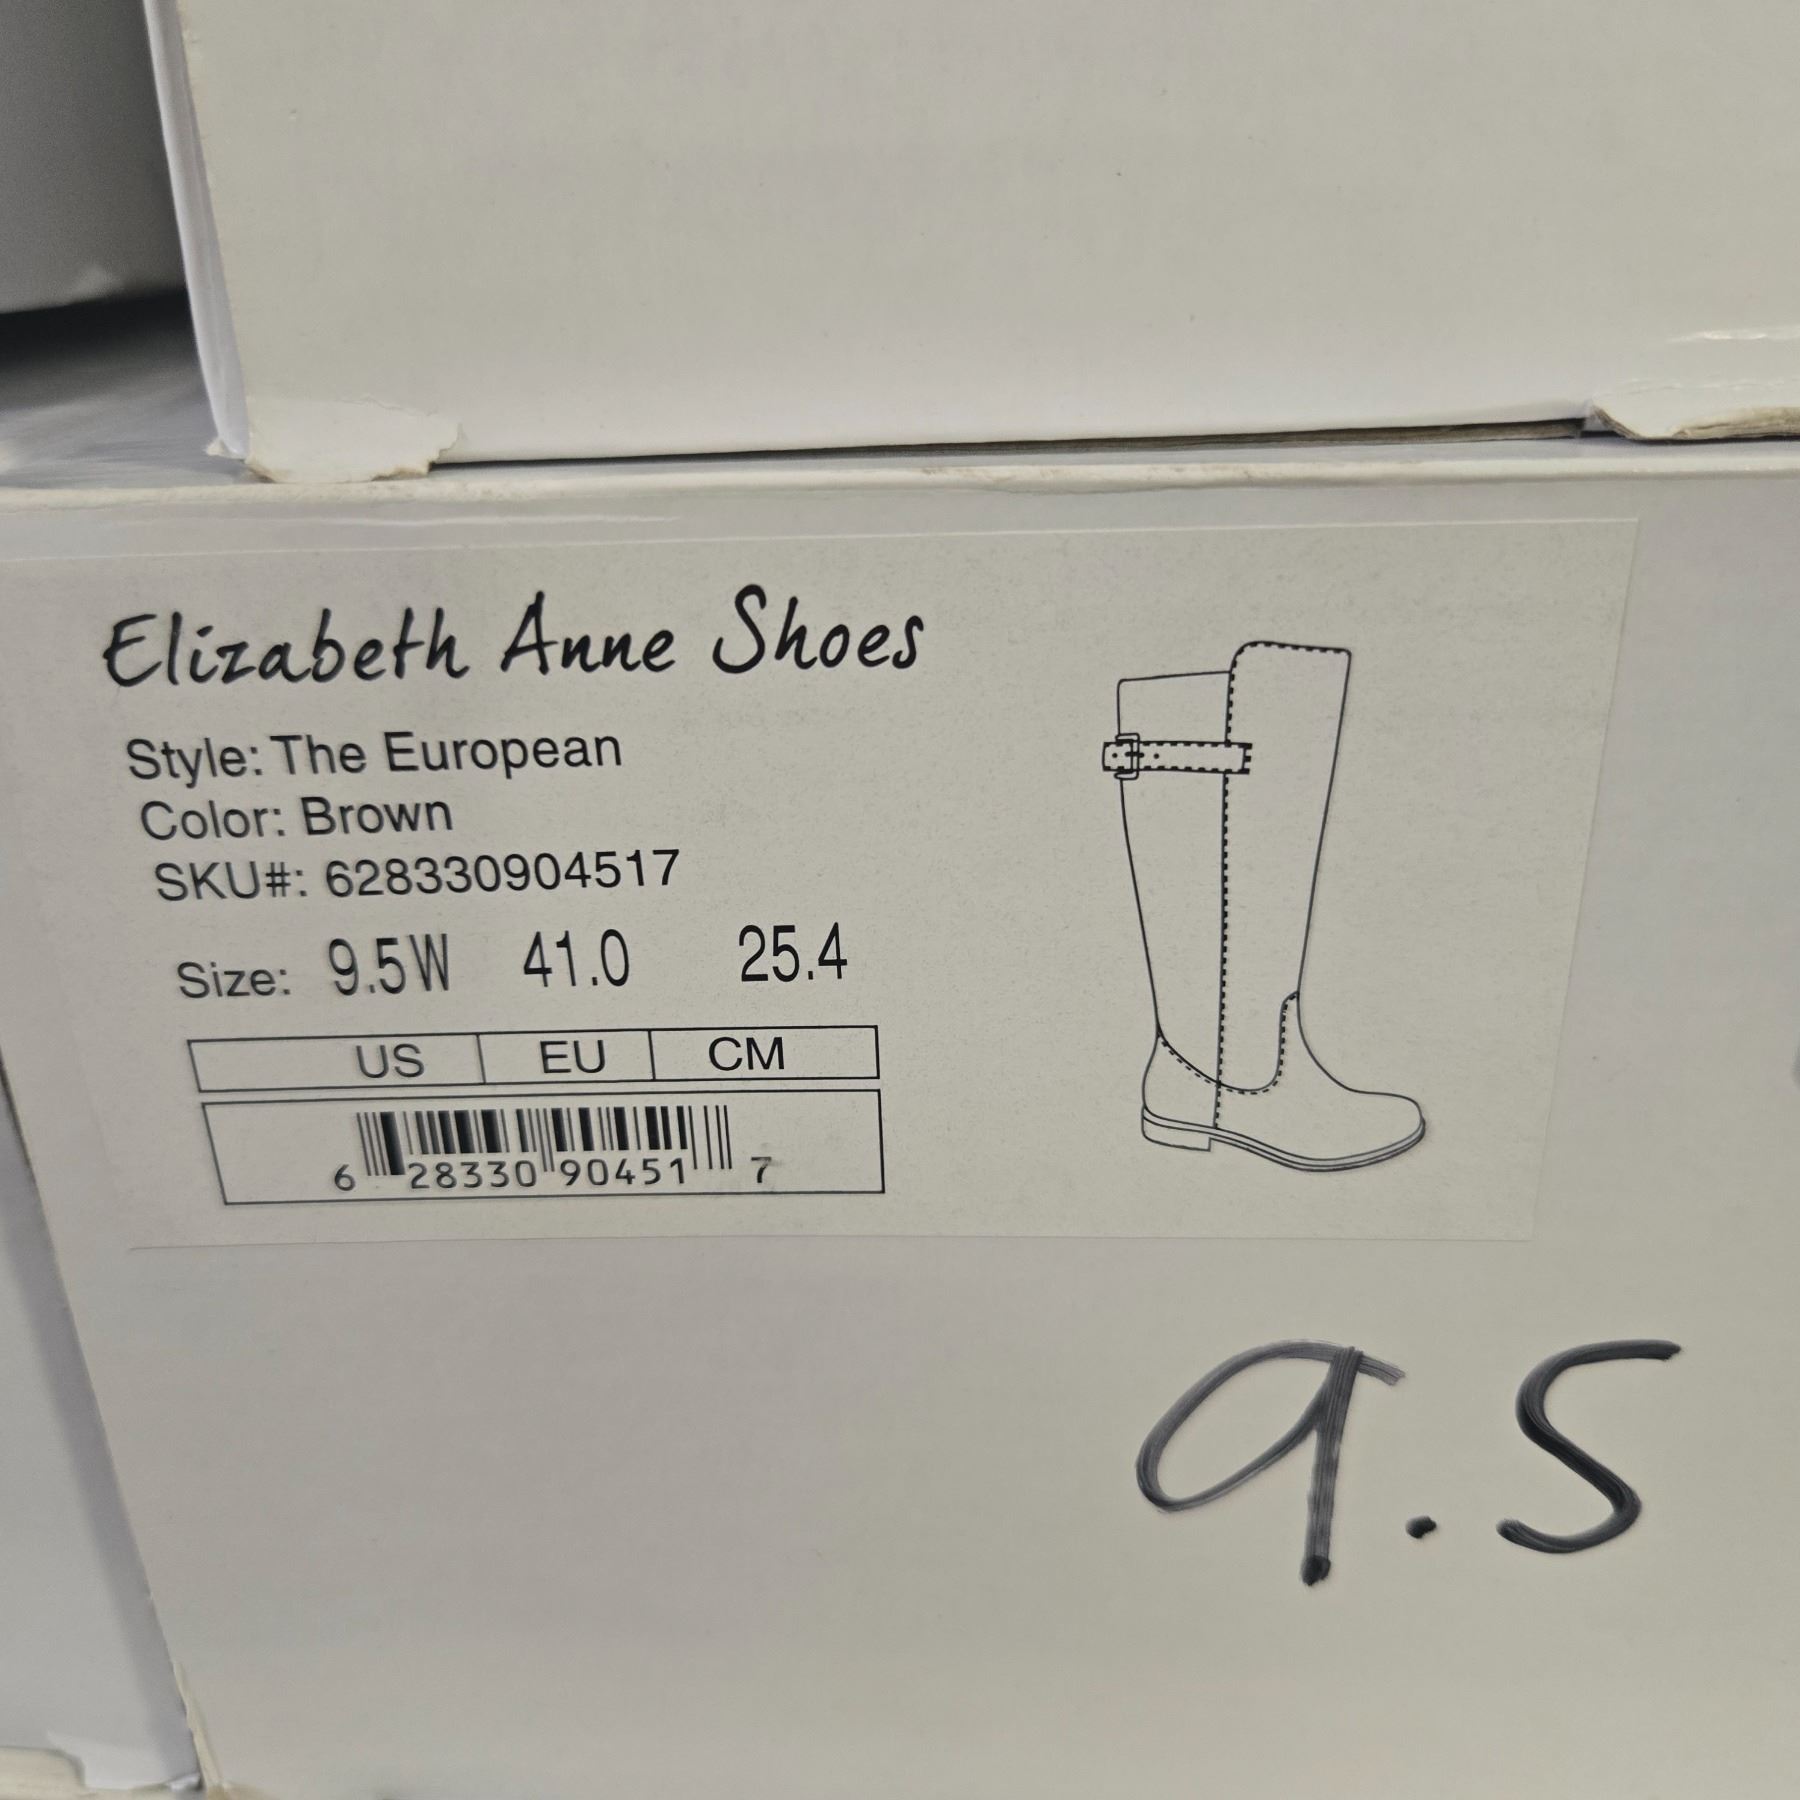 Elizabeth Anne Shoes
Style: The European
Color: Brown
SKU#: 628330904517
Size: 9.5W 41.0 25.4
US EU CM
6 28330 90451 7
9.5